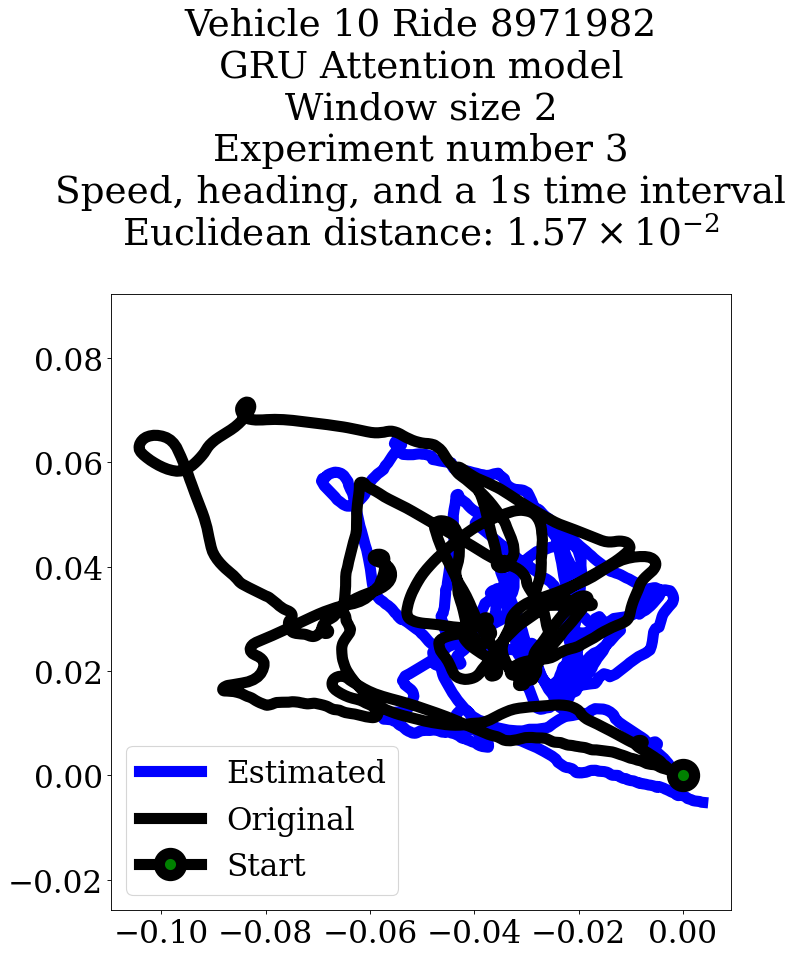 Vehicle 10 Ride 8971982
GRU Attention model
Window size 2
Experiment number 3
Speed, heading, and a 1s time interval
Euclidean distance: 1.57 × 10⁻²
0.08
0.06
0.04
0.02
0.00
−0.02
Estimated
Original
Start
−0.10 −0.08 −0.06 −0.04 −0.02 0.00